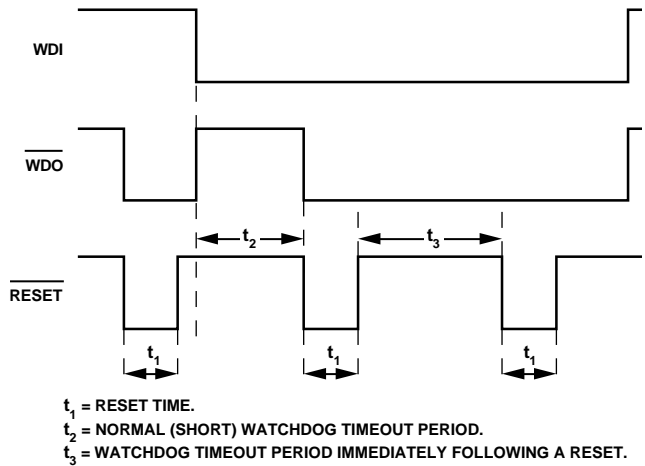 WDI
WDO
t2
t3
RESET
t1
t1
t1
t1 = RESET TIME.
t2 = NORMAL (SHORT) WATCHDOG TIMEOUT PERIOD.
t3 = WATCHDOG TIMEOUT PERIOD IMMEDIATELY FOLLOWING A RESET.